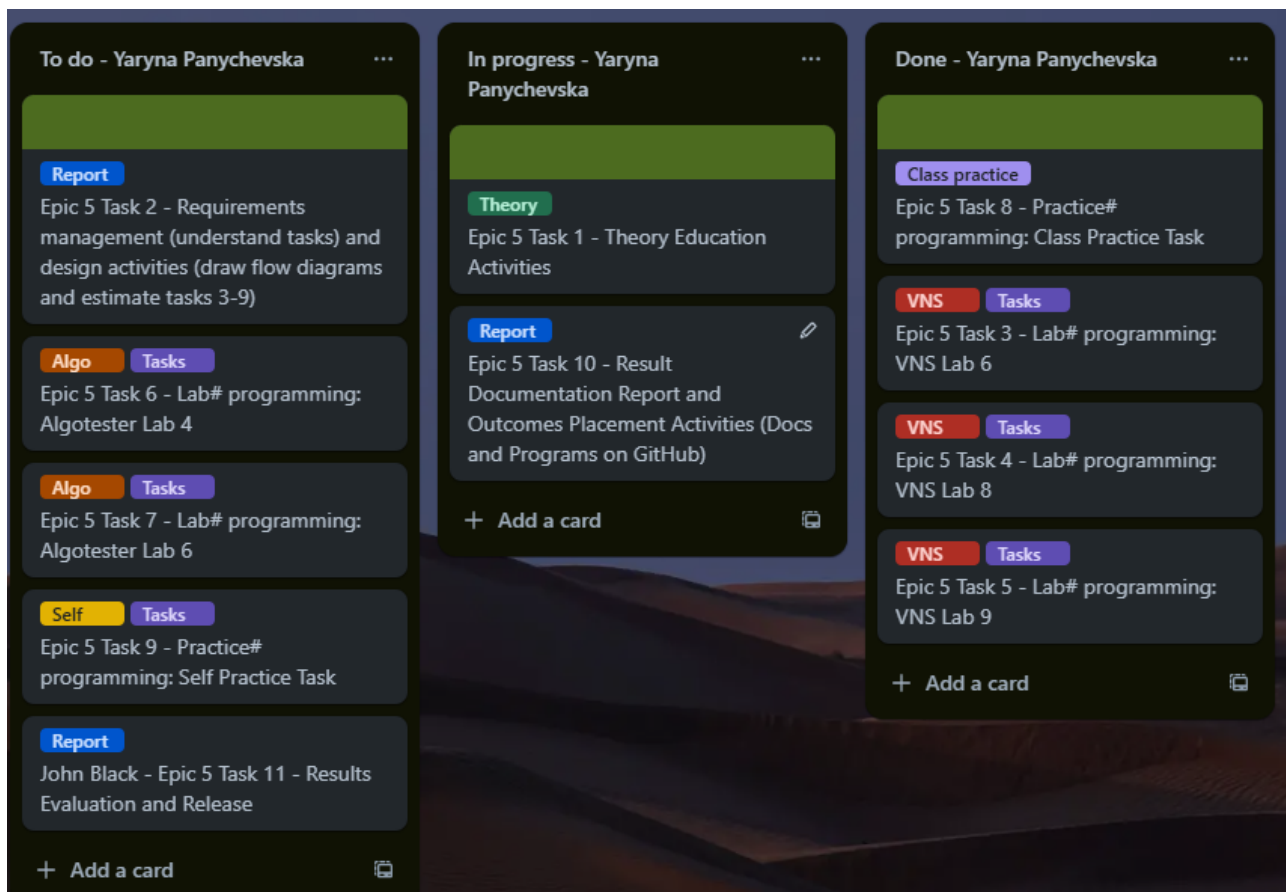 To do - Yaryna Panychevska
Report
Epic 5 Task 2 - Requirements
management (understand tasks) and
design activities (draw flow diagrams
and estimate tasks 3-9)
Algo Tasks
Epic 5 Task 6 - Lab# programming:
Algotester Lab 4
Algo Tasks
Epic 5 Task 7 - Lab# programming:
Algotester Lab 6
Self Tasks
Epic 5 Task 9 - Practice#
programming: Self Practice Task
Report
John Black - Epic 5 Task 11 - Results
Evaluation and Release
+ Add a card
In progress - Yaryna
Panychevska
Theory
Epic 5 Task 1 - Theory Education
Activities
Report
Epic 5 Task 10 - Result
Documentation Report and
Outcomes Placement Activities (Docs
and Programs on GitHub)
+ Add a card
Done - Yaryna Panychevska
Class practice
Epic 5 Task 8 - Practice#
programming: Class Practice Task
VNS Tasks
Epic 5 Task 3 - Lab# programming:
VNS Lab 6
VNS Tasks
Epic 5 Task 4 - Lab# programming:
VNS Lab 8
VNS Tasks
Epic 5 Task 5 - Lab# programming:
VNS Lab 9
+ Add a card